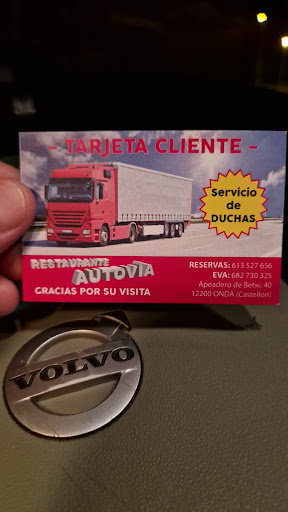 - TARJETA CLIENTE -
Servicio
de
DUCHAS
RESTAURANTE
AUTOVIA
GRACIAS POR SU VISITA
RESERVAS: 613 527 656
EVA: 682 730 325
Apeadero de Betxi, 40
12200 ONDA (Castellon)
VOLVO